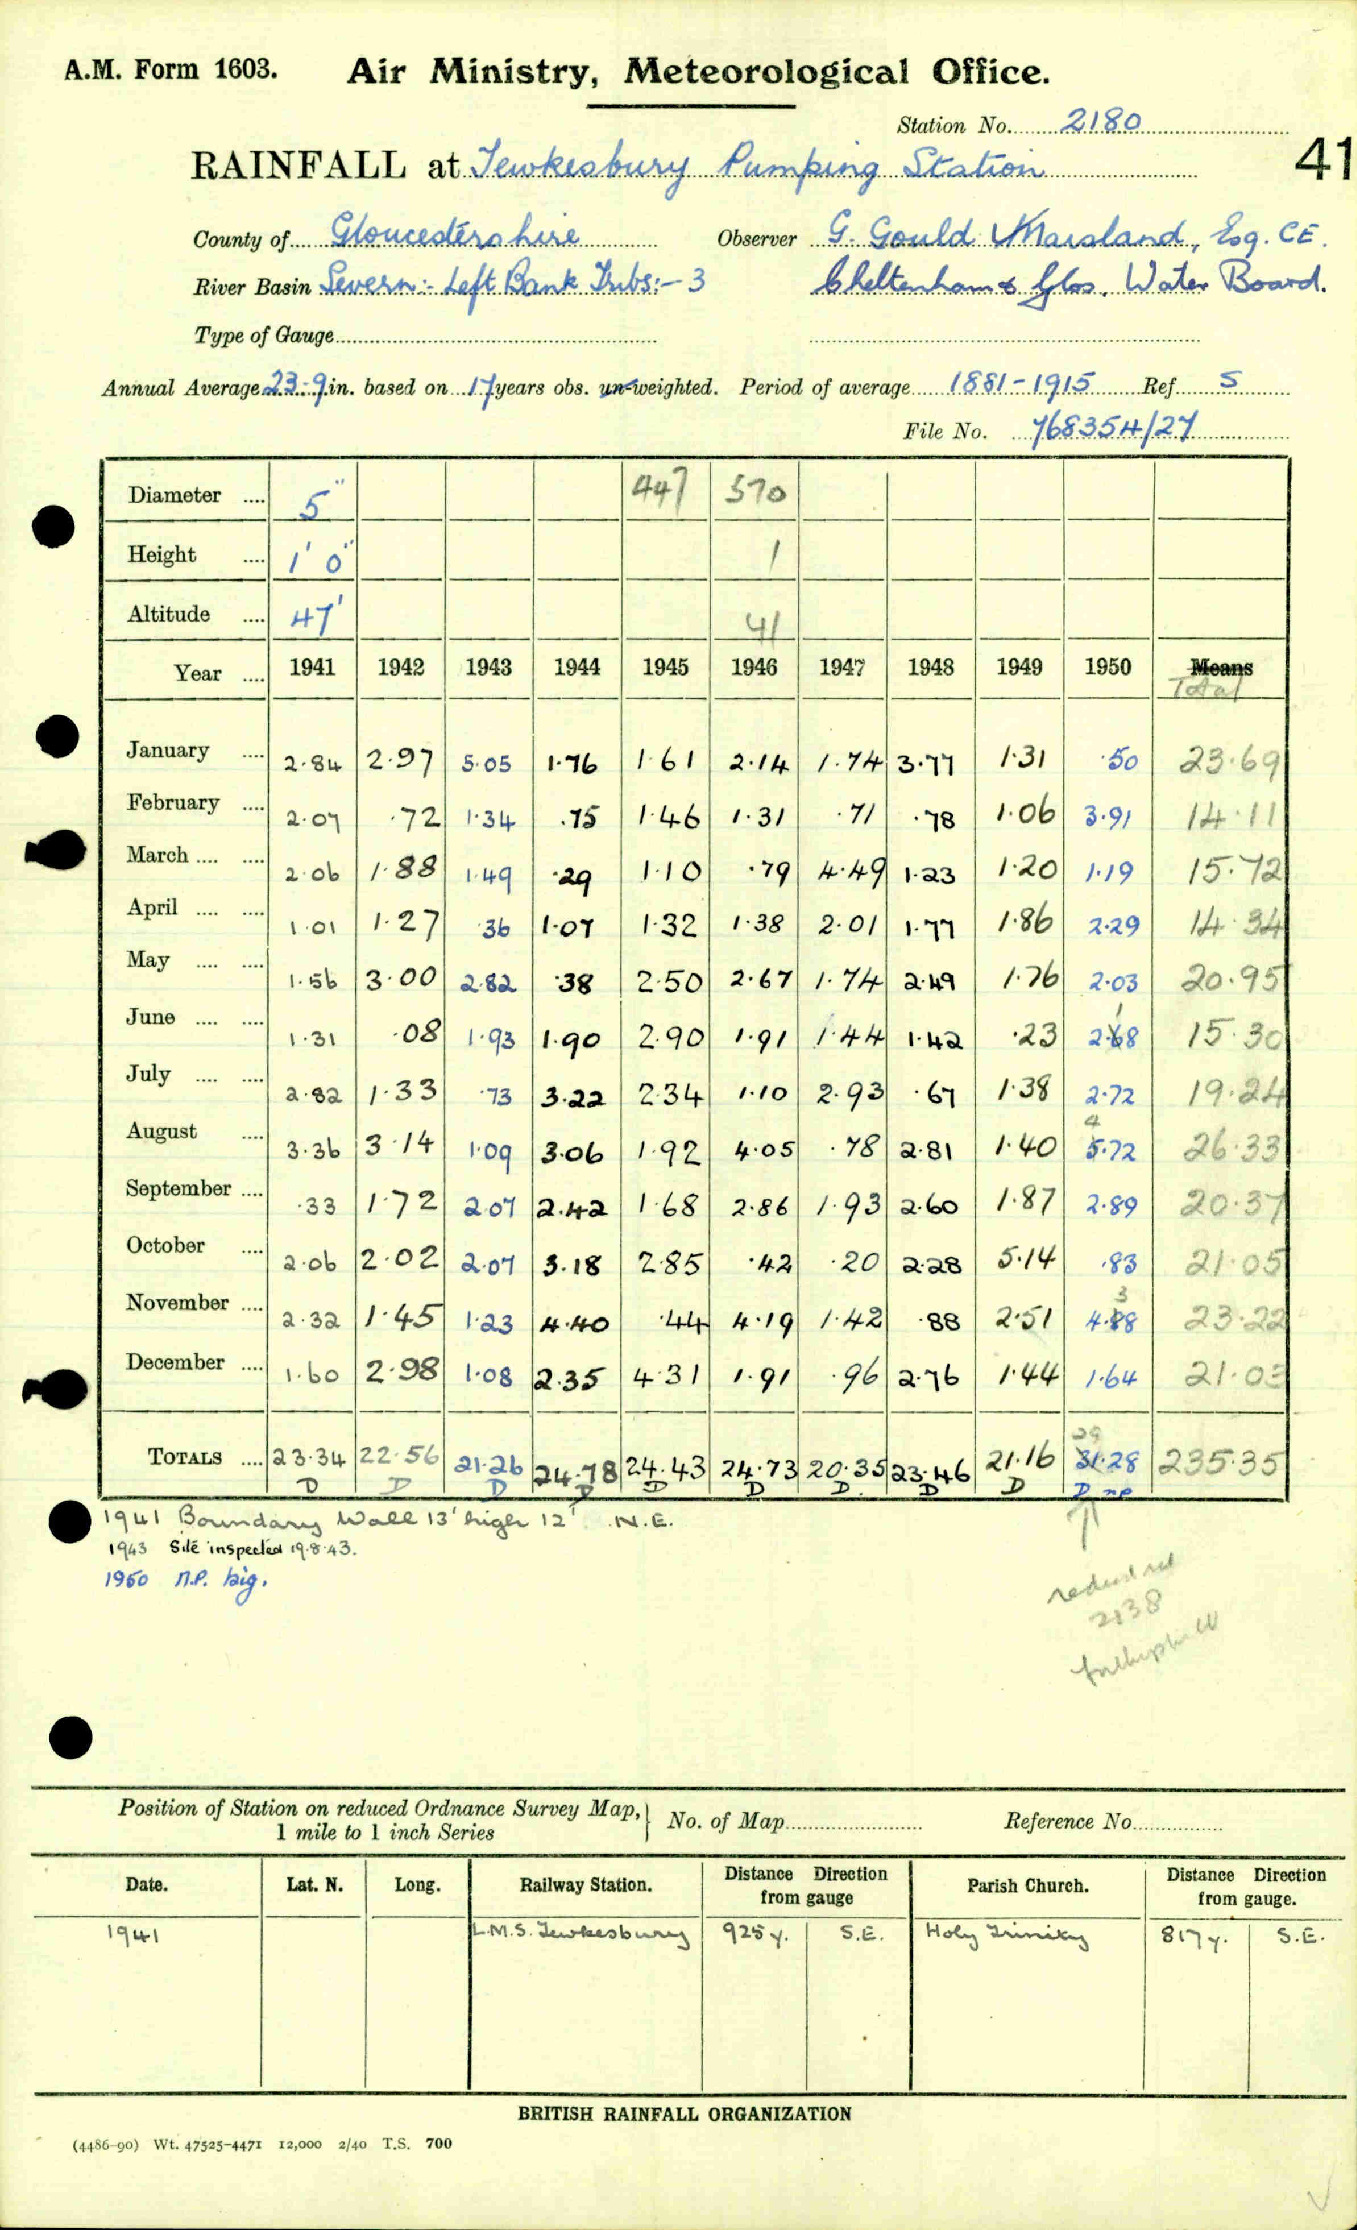 A.M. Form 1603. Air Ministry, Meteorological Office.
Station No. 2180
41
RAINFALL at Tewkesbury Pumping Station
County of Gloucestershire Observer G. Gould Marsland, Esq. C.E.
River Basin Severn:- Left Bank Tribs:- 3 Cheltenham & Glos. Water Board.
Type of Gauge
Annual Average 23.9 in. based on 17 years obs. un-weighted. Period of average 1881-1915 Ref S
File No. 768354/27
Diameter 5" 447 570
Height 1' 0" 1
Altitude 47' 41
Year 1941 1942 1943 1944 1945 1946 1947 1948 1949 1950 Means Total
January 2.84 2.97 5.05 1.76 1.61 2.14 1.74 3.77 1.31 .50 23.69
February 2.07 .72 1.34 .75 1.46 1.31 .71 .78 1.06 3.91 14.11
March 2.06 1.88 1.49 .29 1.10 .79 4.49 1.23 1.20 1.19 15.72
April 1.01 1.27 .36 1.07 1.32 1.38 2.01 1.77 1.86 2.29 14.34
May 1.56 3.00 2.82 .38 2.50 2.67 1.74 2.49 1.76 2.03 20.95
June 1.31 .08 1.93 1.90 2.90 1.91 1.44 1.42 .23 2.68 1 15.30
July 2.82 1.33 .73 3.22 2.34 1.10 2.93 .67 1.38 2.72 19.24
August 3.36 3.14 1.09 3.06 1.92 4.05 .78 2.81 1.40 5.72 4 26.33
September .33 1.72 2.07 2.42 1.68 2.86 1.93 2.60 1.87 2.89 20.37
October 2.06 2.02 2.07 3.18 2.85 .42 .20 2.28 5.14 .83 21.05
November 2.32 1.45 1.23 4.40 .44 4.19 1.42 .88 2.51 4.88 3 23.22
December 1.60 2.98 1.08 2.35 4.31 1.91 .96 2.76 1.44 1.64 21.03
TOTALS 23.34 22.56 21.26 24.78 24.43 24.73 20.35 23.46 21.16 31.28 29 235.35
D D D D D D D D D D np
1941 Boundary Wall 13' high 12' N.E.
1943 Site inspected 19.8.43.
1950 n.p. big.
2138
Position of Station on reduced Ordnance Survey Map, 1 mile to 1 inch Series No. of Map Reference No.
Date. Lat. N. Long. Railway Station. Distance from gauge Direction Parish Church. Distance from gauge. Direction
1941 L.M.S. Tewkesbury 925 y. S.E. Holy Trinity 817 y. S.E.
BRITISH RAINFALL ORGANIZATION
(4486-90) Wt. 47525-4471 12,000 2/40 T.S. 700